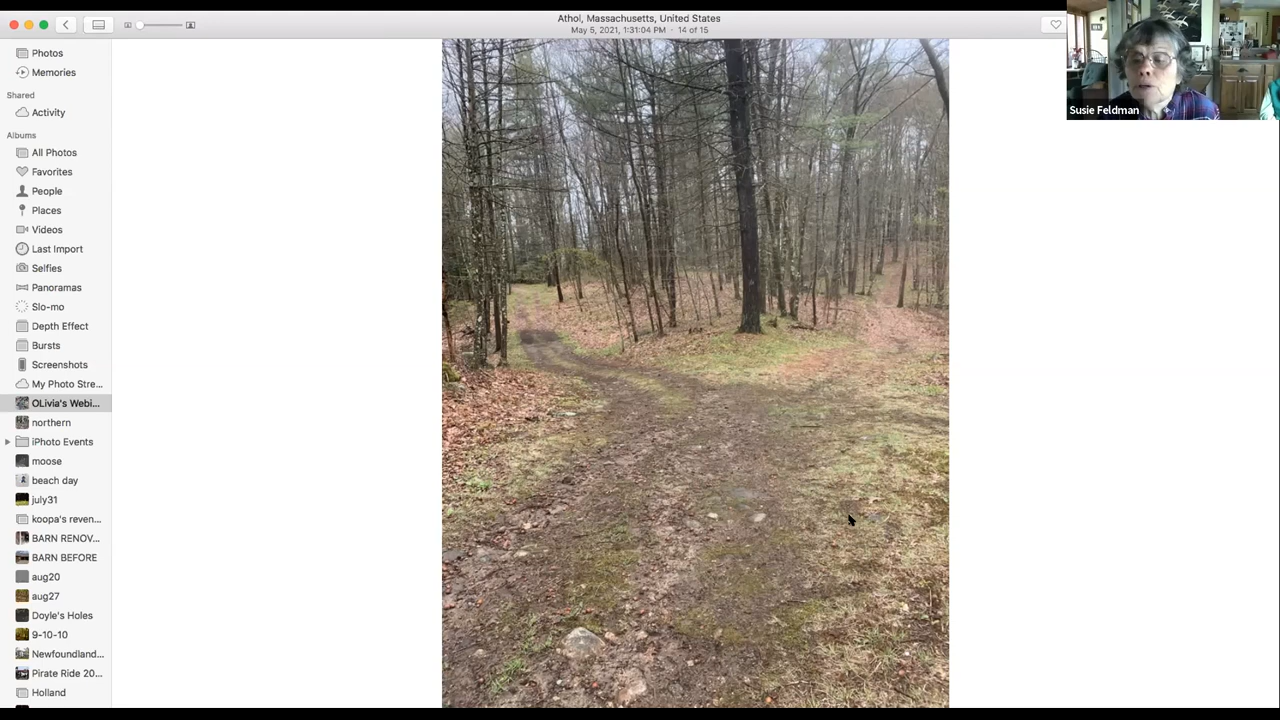 Athol, Massachusetts, United States
May 5, 2021, 1:31:04 PM · 14 of 15
Susie Feldman
Photos
Memories
Shared
Activity
Albums
All Photos
Favorites
People
Places
Videos
Last Import
Selfies
Panoramas
Slo-mo
Depth Effect
Bursts
Screenshots
My Photo Stre...
OLivia's Webi...
northern
iPhoto Events
moose
beach day
july31
koopa's reven...
BARN RENOV...
BARN BEFORE
aug20
aug27
Doyle's Holes
9-10-10
Newfoundland...
Pirate Ride 20...
Holland